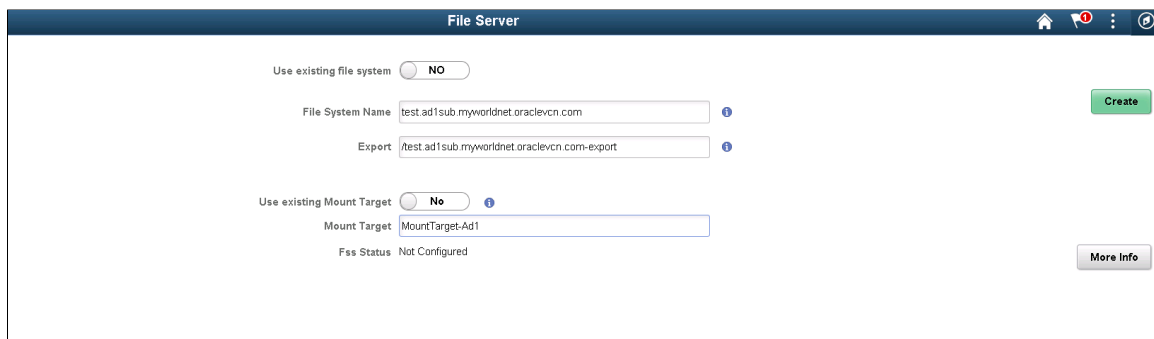 File Server
1
Use existing file system NO
File System Name test.ad1sub.myworldnet.oraclevcn.com
Create
Export /test.ad1sub.myworldnet.oraclevcn.com-export
Use existing Mount Target No
Mount Target MountTarget-Ad1
Fss Status Not Configured
More Info